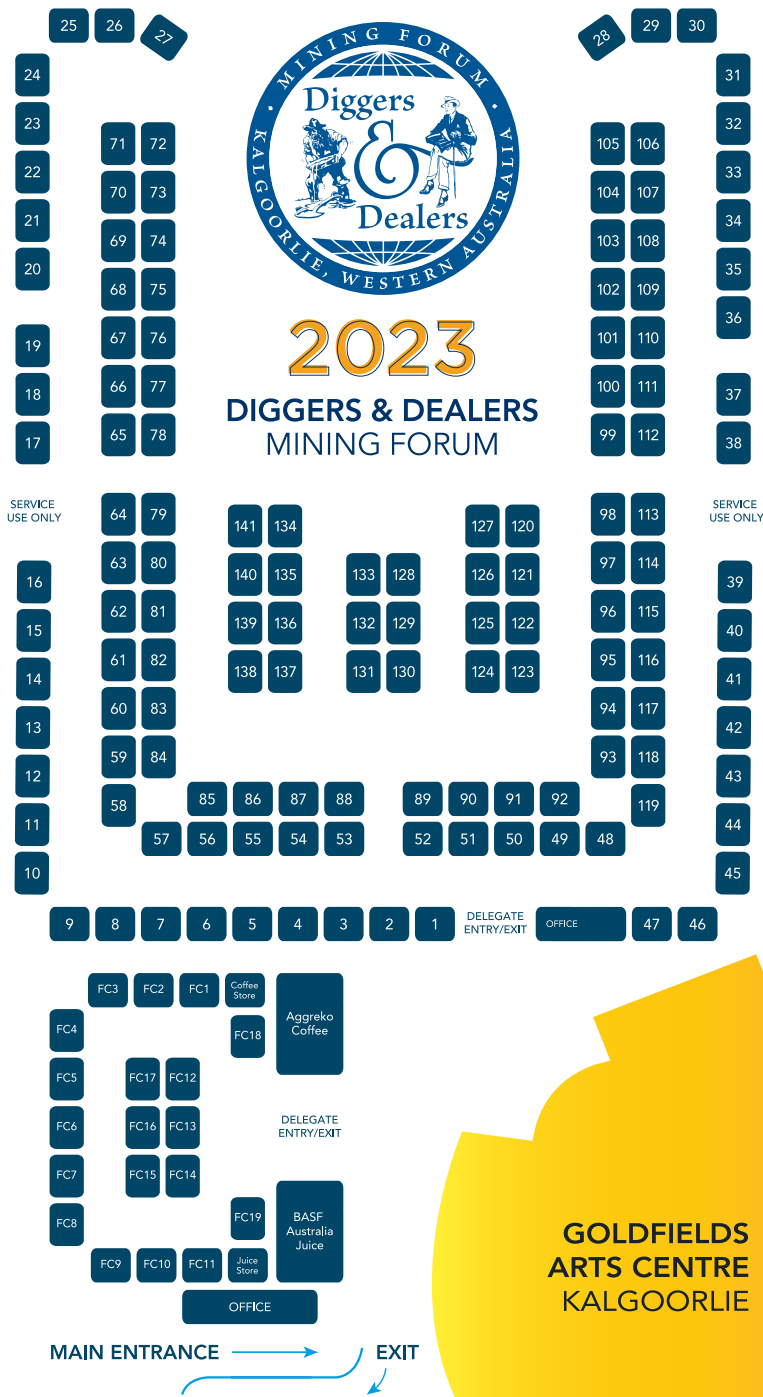 25 26 27 28 29 30
MINING FORUM
KALGOORLIE, WESTERN AUSTRALIA
Diggers
&
Dealers
24 31
23 32
71 72 105 106
22 33
70 73 104 107
21 34
69 74 103 108
20 35
68 75 102 109
36
19 67 76 101 110
2023
18 66 77 100 111 37
DIGGERS & DEALERS
17 65 78 99 112 38
MINING FORUM
SERVICE
USE ONLY
SERVICE
USE ONLY
64 79 98 113
141 134 127 120
63 80 97 114
16 140 135 133 128 126 121 39
62 81 96 115
15 139 136 132 129 125 122 40
61 82 95 116
14 138 137 131 130 124 123 41
60 83 94 117
13 42
59 84 93 118
12 43
58 85 86 87 88 89 90 91 92 119
11 44
57 56 55 54 53 52 51 50 49 48
10 45
9 8 7 6 5 4 3 2 1
DELEGATE
ENTRY/EXIT
OFFICE
47 46
FC3 FC2 FC1
Coffee
Store
Aggreko
Coffee
FC4 FC18
FC5 FC17 FC12
FC6 FC16 FC13
DELEGATE
ENTRY/EXIT
FC7 FC15 FC14
FC8 FC19
BASF
Australia
Juice
FC9 FC10 FC11
Juice
Store
OFFICE
GOLDFIELDS
ARTS CENTRE
KALGOORLIE
MAIN ENTRANCE EXIT